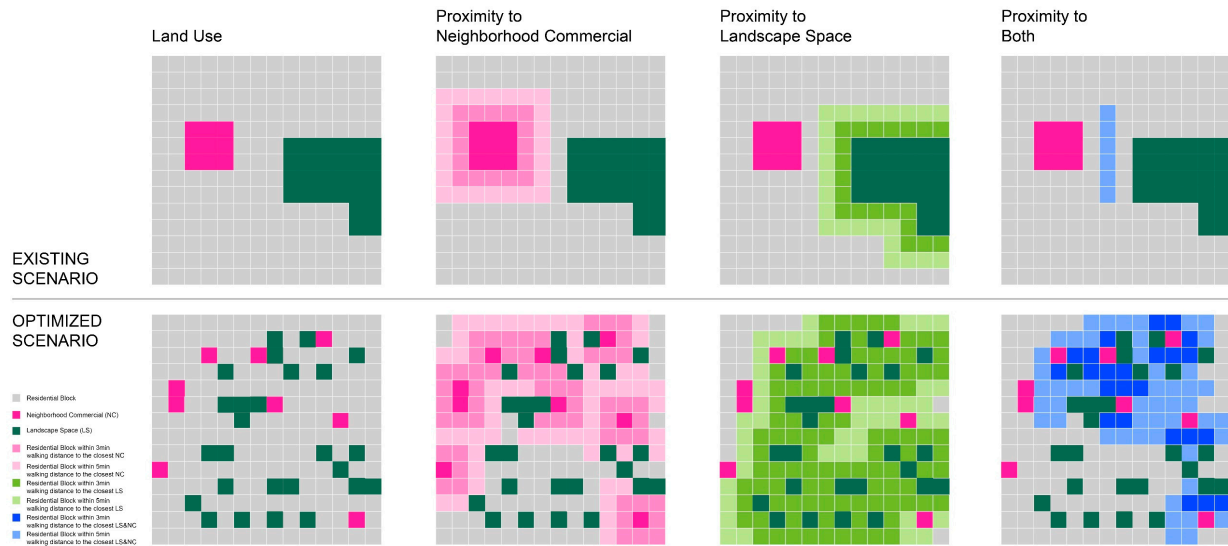 Land Use
Proximity to
Neighborhood Commercial
Proximity to
Landscape Space
Proximity to
Both
EXISTING
SCENARIO
OPTIMIZED
SCENARIO
Residential Block
Neighborhood Commercial (NC)
Landscape Space (LS)
Residential Block within 3min
walking distance to the closest NC
Residential Block within 5min
walking distance to the closest NC
Residential Block within 3min
walking distance to the closest LS
Residential Block within 5min
walking distance to the closest LS
Residential Block within 3min
walking distance to the closest LS&NC
Residential Block within 5min
walking distance to the closest LS&NC